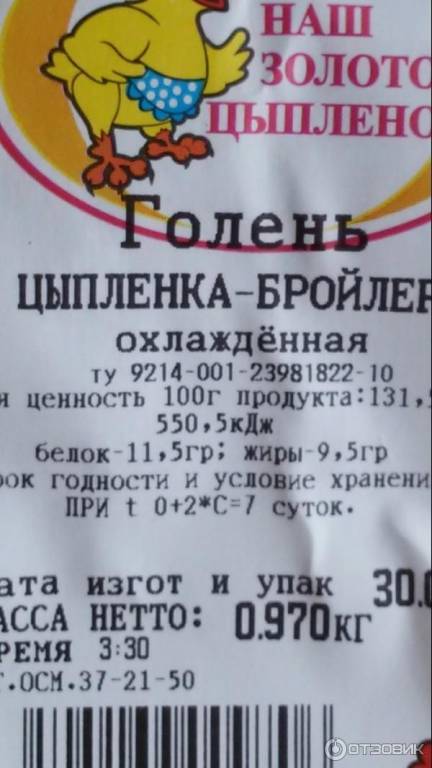 НАШ
ЗОЛОТО
ЦЫПЛЕНО
Голень
ЦЫПЛЕНКА-БРОЙЛЕР
охлаждённая
ту 9214-001-23981822-10
я ценность 100г продукта:131,
550,5кДж
белок-11,5гр; жиры-9,5гр
рок годности и условие хранени
ПРИ t 0+2*С=7 суток.
ата изгот и упак 30.0
АССА НЕТТО: 0.970кг
РЕМЯ 3:30
Т.ОСМ.37-21-50
ОТЗОВИК